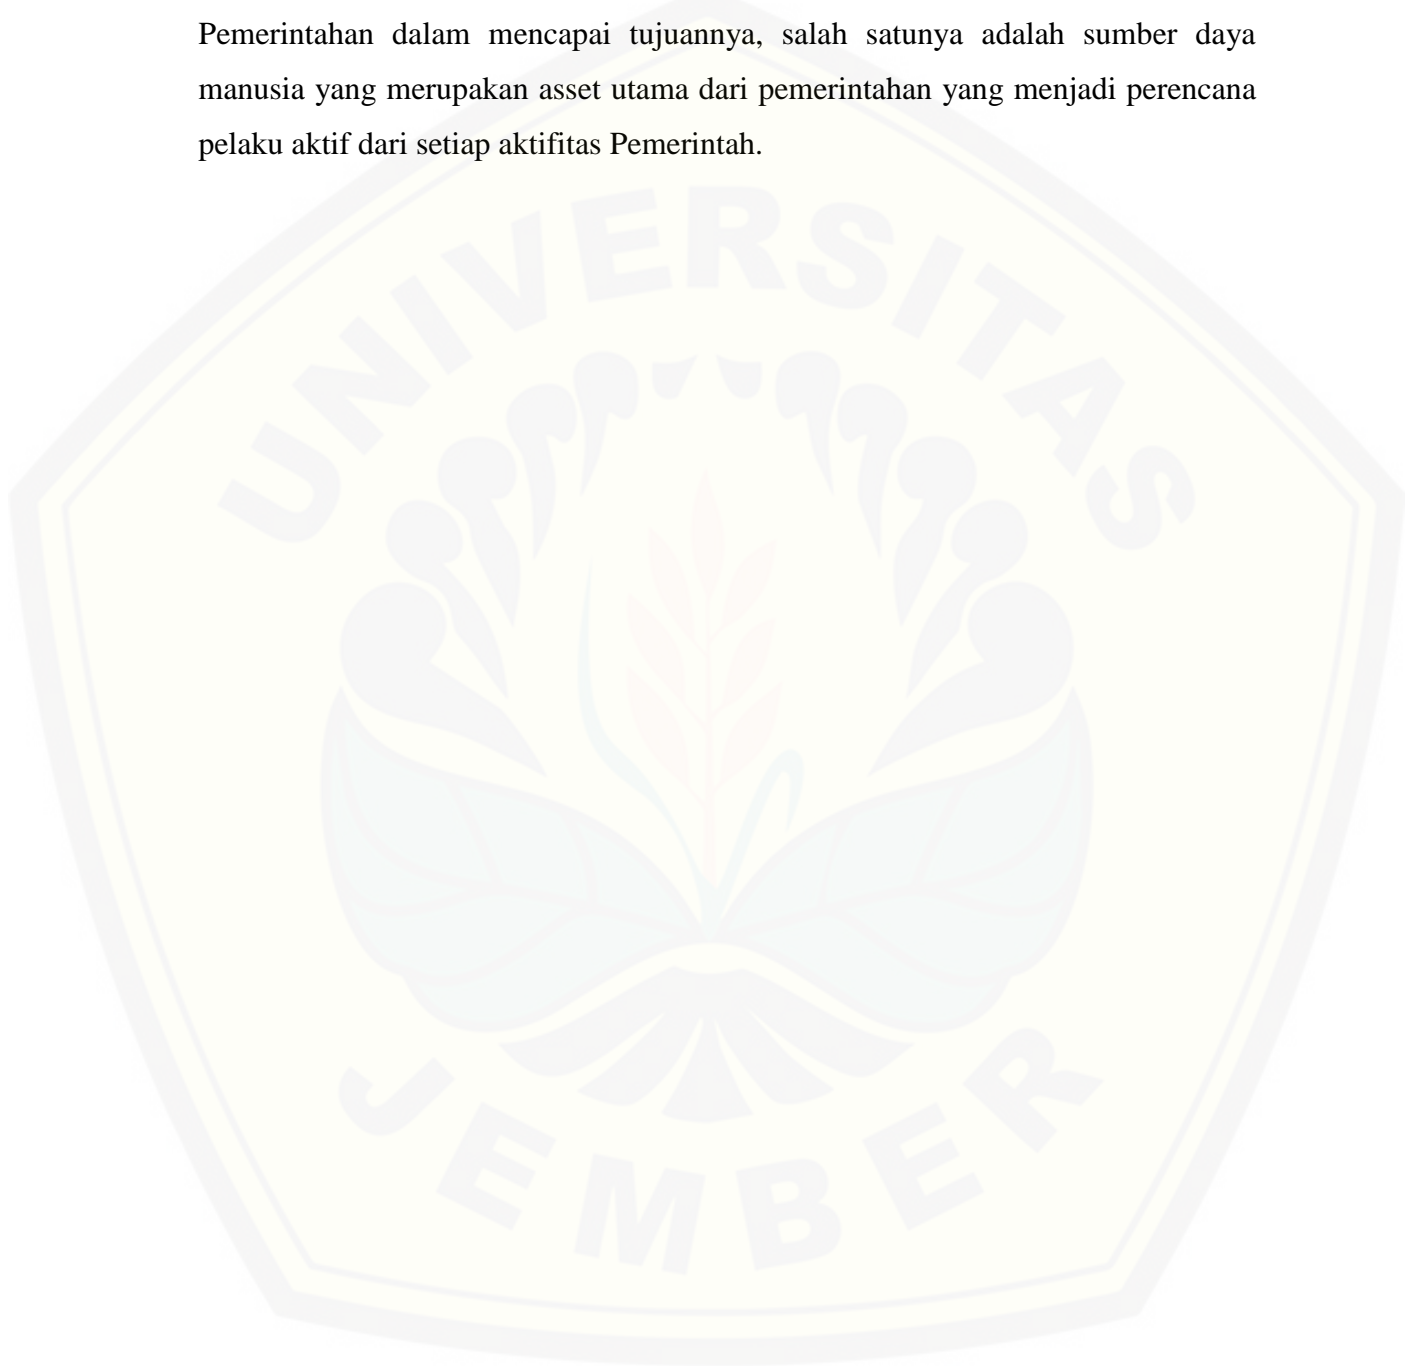 Pemerintahan dalam mencapai tujuannya, salah satunya adalah sumber daya
manusia yang merupakan asset utama dari pemerintahan yang menjadi perencana
pelaku aktif dari setiap aktifitas Pemerintah.
UNIVERSITAS
JEMBER